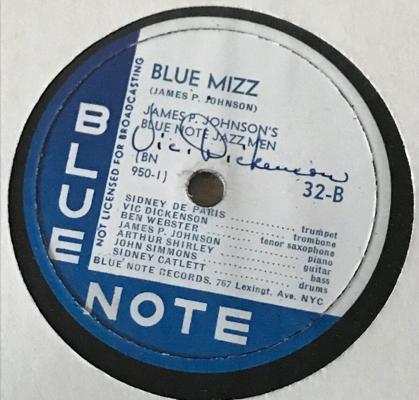 BLUE MIZZ
(JAMES P. JOHNSON)
JAMES P. JOHNSON'S
BLUE NOTE JAZZ MEN
Vic. Dickenson
(BN
950-1)
32-B
SIDNEY DE PARIS ........ trumpet
VIC DICKENSON ........ trombone
BEN WEBSTER ........ tenor saxophone
JAMES P. JOHNSON ........ piano
ARTHUR SHIRLEY ........ guitar
JOHN SIMMONS ........ bass
SIDNEY CATLETT ........ drums
BLUE NOTE RECORDS, 767 Lexingt. Ave. NYC
NOT LICENSED FOR BROADCASTING
BLUE
NOTE